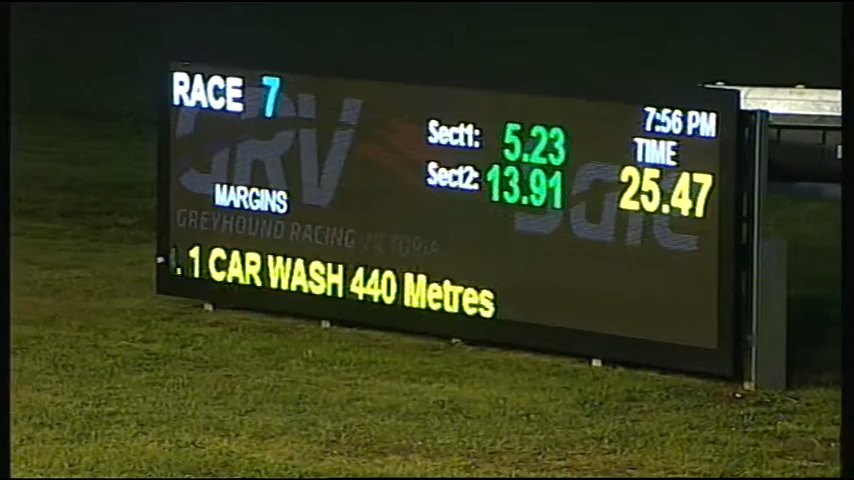 RACE 7
7:56 PM
Sect1: 5.23
TIME
Sect2: 13.91
25.47
GRV
MARGINS
GREYHOUND RACING VICTORIA
. 1 CAR WASH 440 Metres